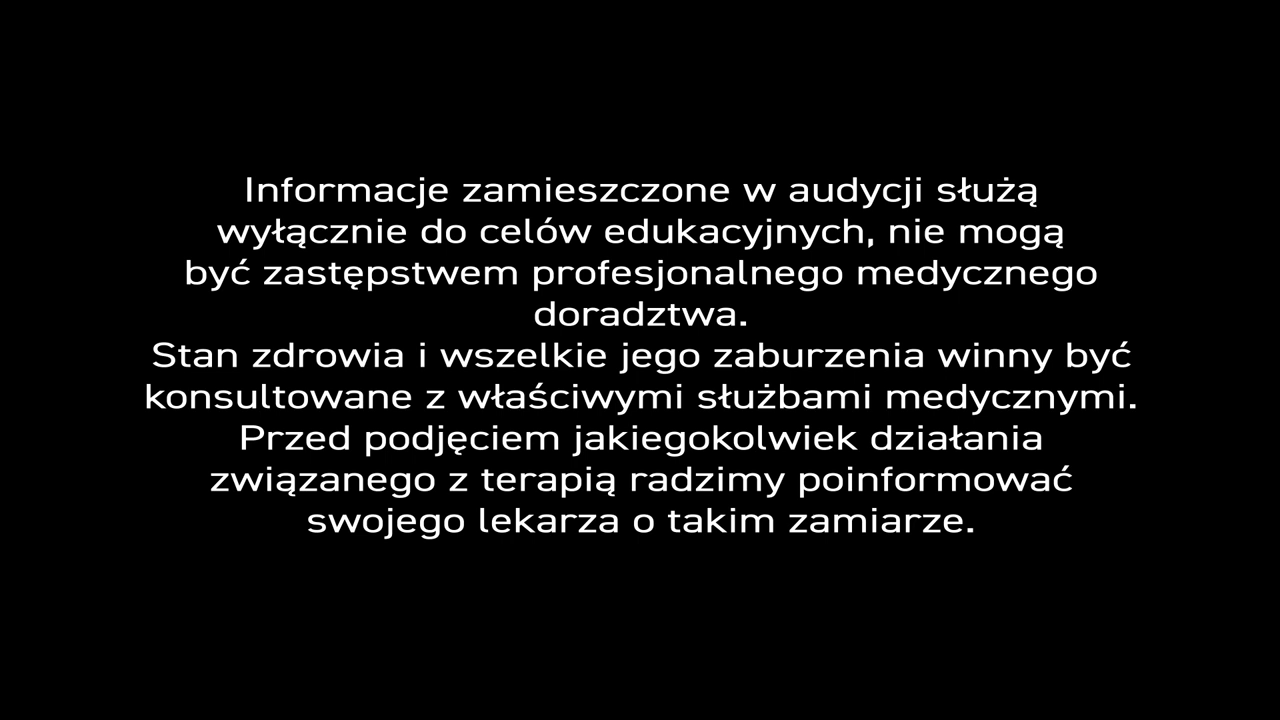 Informacje zamieszczone w audycji służą
wyłącznie do celów edukacyjnych, nie mogą
być zastępstwem profesjonalnego medycznego
doradztwa.
Stan zdrowia i wszelkie jego zaburzenia winny być
konsultowane z właściwymi służbami medycznymi.
Przed podjęciem jakiegokolwiek działania
związanego z terapią radzimy poinformować
swojego lekarza o takim zamiarze.